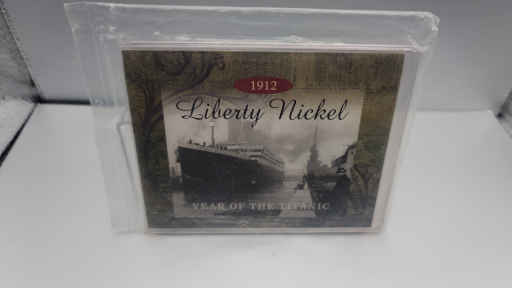 1912
Liberty Nickel
YEAR OF THE TITANIC